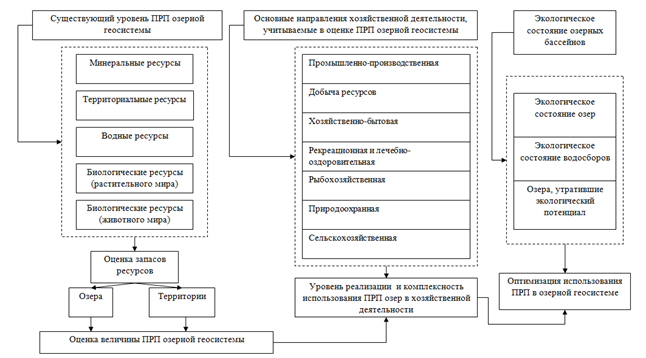 Существующий уровень ПРП озерной
геосистемы
Минеральные ресурсы
Территориальные ресурсы
Водные ресурсы
Биологические ресурсы
(растительного мира)
Биологические ресурсы
(животного мира)
Оценка запасов
ресурсов
Озера
Территории
Оценка величины ПРП озерной геосистемы
Основные направления хозяйственной деятельности,
учитываемые в оценке ПРП озерной геосистемы
Промышленно-производственная
Добыча ресурсов
Хозяйственно-бытовая
Рекреационная и лечебно-
оздоровительная
Рыбохозяйственная
Природоохранная
Сельскохозяйственная
Уровень реализации и комплексность
использования ПРП озер в хозяйственной
деятельности
Экологическое
состояние озерных
бассейнов
Экологическое
состояние озер
Экологическое
состояние водосборов
Озера, утратившие
экологический
потенциал
Оптимизация использования
ПРП в озерной геосистеме